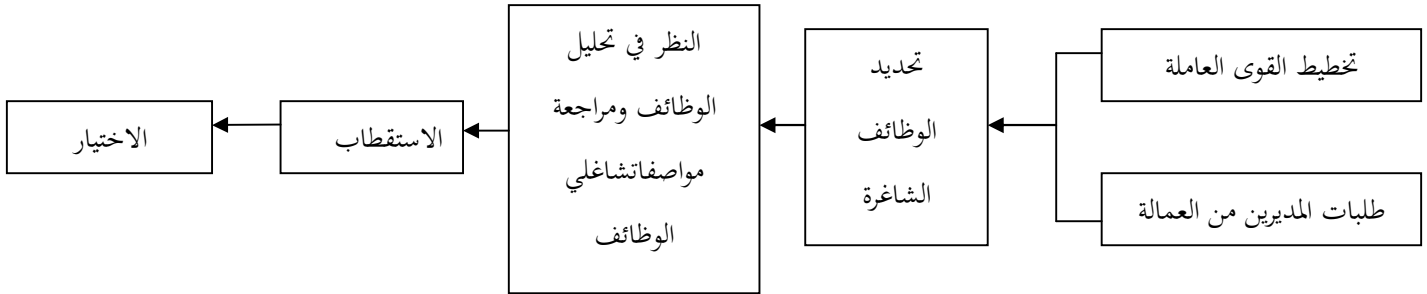 تخطيط القوى العاملة
طلبات المديرين من العمالة
تحديد
الوظائف
الشاغرة
النظر في تحليل
الوظائف ومراجعة
مواصفاتشاغلي
الوظائف
الاستقطاب
الاختيار